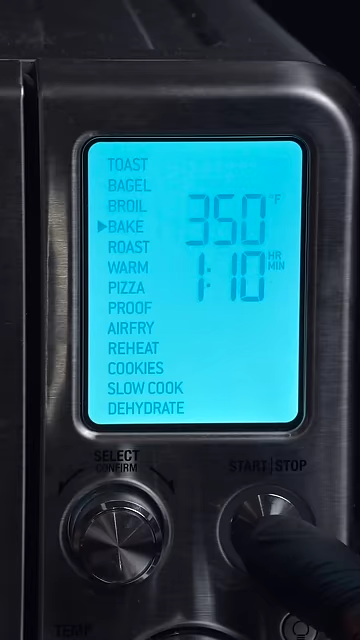 TOAST
BAGEL
BROIL
BAKE
ROAST
WARM
PIZZA
PROOF
AIRFRY
REHEAT
COOKIES
SLOW COOK
DEHYDRATE
350°F
1:10 HR MIN
SELECT
CONFIRM
START|STOP
TEMP